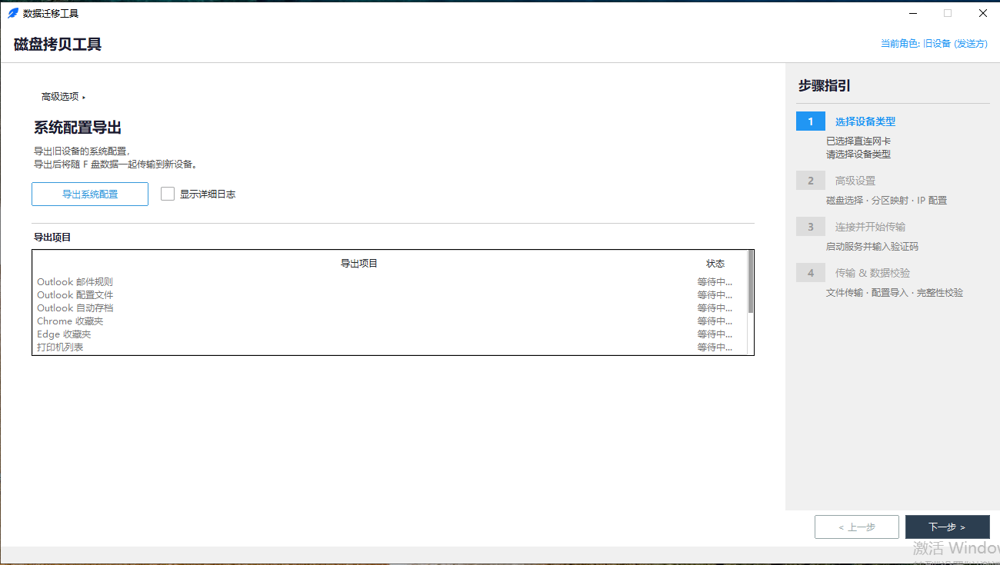 数据迁移工具
磁盘拷贝工具
当前角色: 旧设备 (发送方)
高级选项 ▸
系统配置导出
导出旧设备的系统配置，
导出后将随 F 盘数据一起传输到新设备。
导出系统配置
显示详细日志
导出项目
导出项目 状态
Outlook 邮件规则 等待中...
Outlook 配置文件 等待中...
Outlook 自动存档 等待中...
Chrome 收藏夹 等待中...
Edge 收藏夹 等待中...
打印机列表 等待中...
步骤指引
1 选择设备类型
已选择直连网卡
请选择设备类型
2 高级设置
磁盘选择 · 分区映射 · IP 配置
3 连接并开始传输
启动服务并输入验证码
4 传输 & 数据校验
文件传输 · 配置导入 · 完整性校验
< 上一步
下一步 >
激活 Window